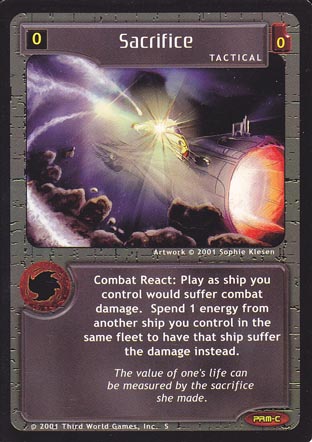 0
Sacrifice
0
TACTICAL
Artwork © 2001 Sophie Klesen
Combat React: Play as ship you
control would suffer combat
damage. Spend 1 energy from
another ship you control in the
same fleet to have that ship suffer
the damage instead.
The value of one's life can
be measured by the sacrifice
she made.
PRM-C
© 2001 Third World Games, Inc. S